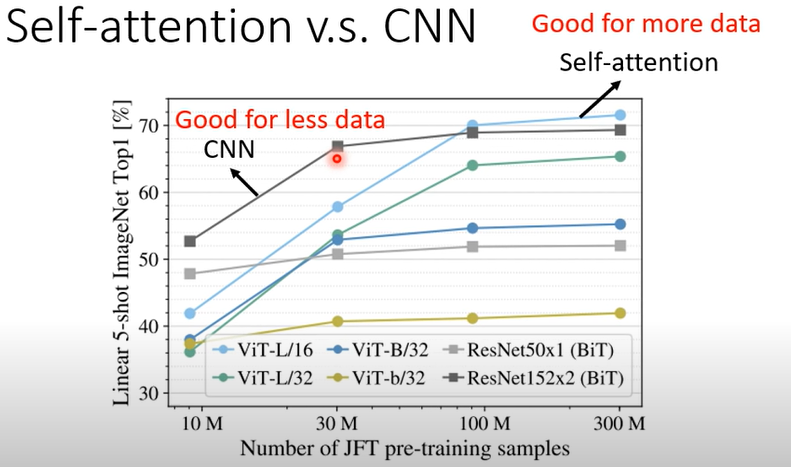 Self-attention v.s. CNN
Good for more data
Self-attention
Good for less data
CNN
Linear 5-shot ImageNet Top1 [%]
70
60
50
40
30
ViT-L/16 ViT-B/32 ResNet50x1 (BiT)
ViT-L/32 ViT-b/32 ResNet152x2 (BiT)
10 M 30 M 100 M 300 M
Number of JFT pre-training samples